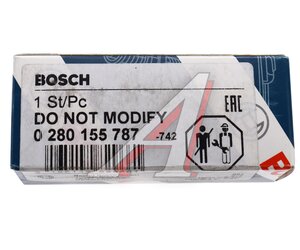 BOSCH
1 St/Pc
DO NOT MODIFY
0 280 155 787 -742
EAC